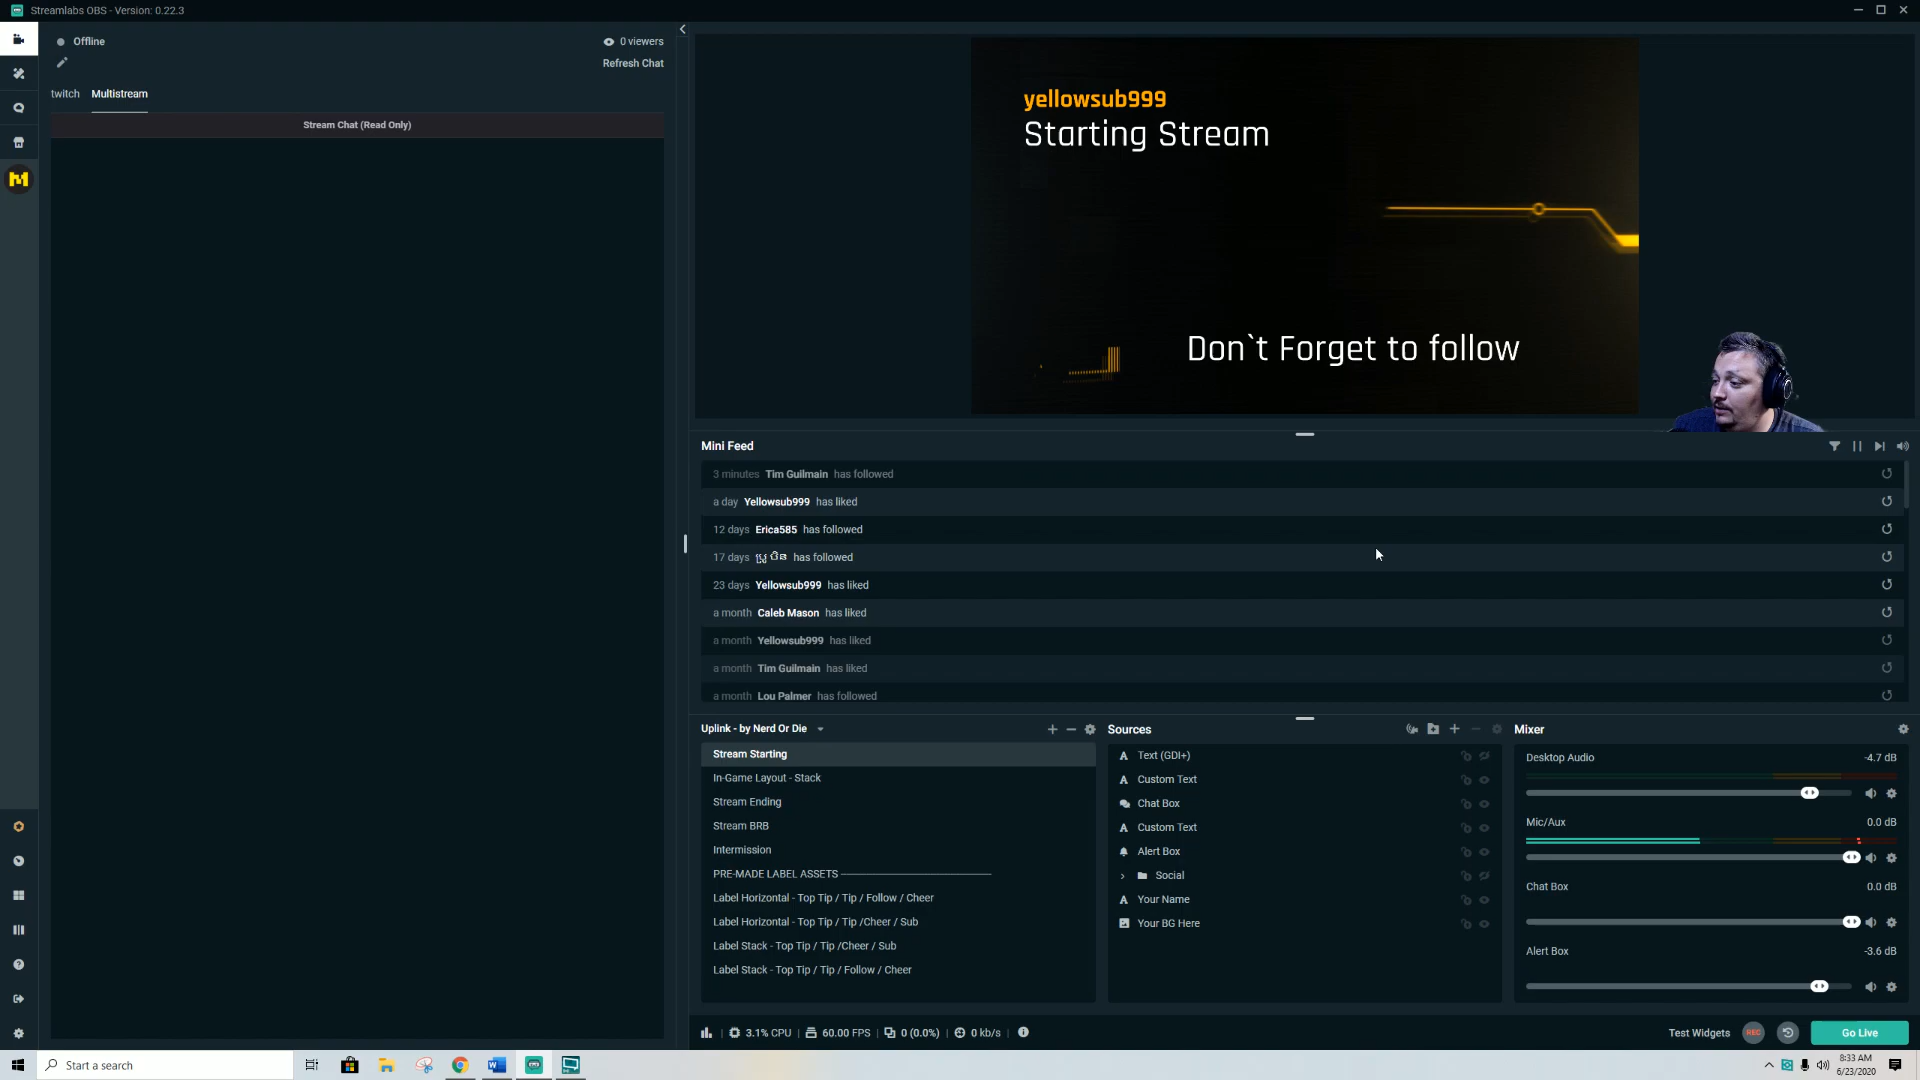 Streamlabs OBS - Version: 0.22.3
Offline
0 viewers
Refresh Chat
twitch Multistream
Stream Chat (Read Only)
yellowsub999
Starting Stream
Don`t Forget to follow
Mini Feed
3 minutes Tim Guilmain has followed
a day Yellowsub999 has liked
12 days Erica585 has followed
17 days has followed
23 days Yellowsub999 has liked
a month Caleb Mason has liked
a month Yellowsub999 has liked
a month Tim Guilmain has liked
a month Lou Palmer has followed
Uplink - by Nerd Or Die
Stream Starting
In-Game Layout - Stack
Stream Ending
Stream BRB
Intermission
PRE-MADE LABEL ASSETS
Label Horizontal - Top Tip / Tip / Follow / Cheer
Label Horizontal - Top Tip / Tip /Cheer / Sub
Label Stack - Top Tip / Tip /Cheer / Sub
Label Stack - Top Tip / Tip / Follow / Cheer
Sources
Text (GDI+)
Custom Text
Chat Box
Custom Text
Alert Box
Social
Your Name
Your BG Here
Mixer
Desktop Audio -4.7 dB
Mic/Aux 0.0 dB
Chat Box 0.0 dB
Alert Box -3.6 dB
3.1% CPU 60.00 FPS 0 (0.0%) 0 kb/s
Test Widgets REC Go Live
Start a search
8:33 AM
6/23/2020